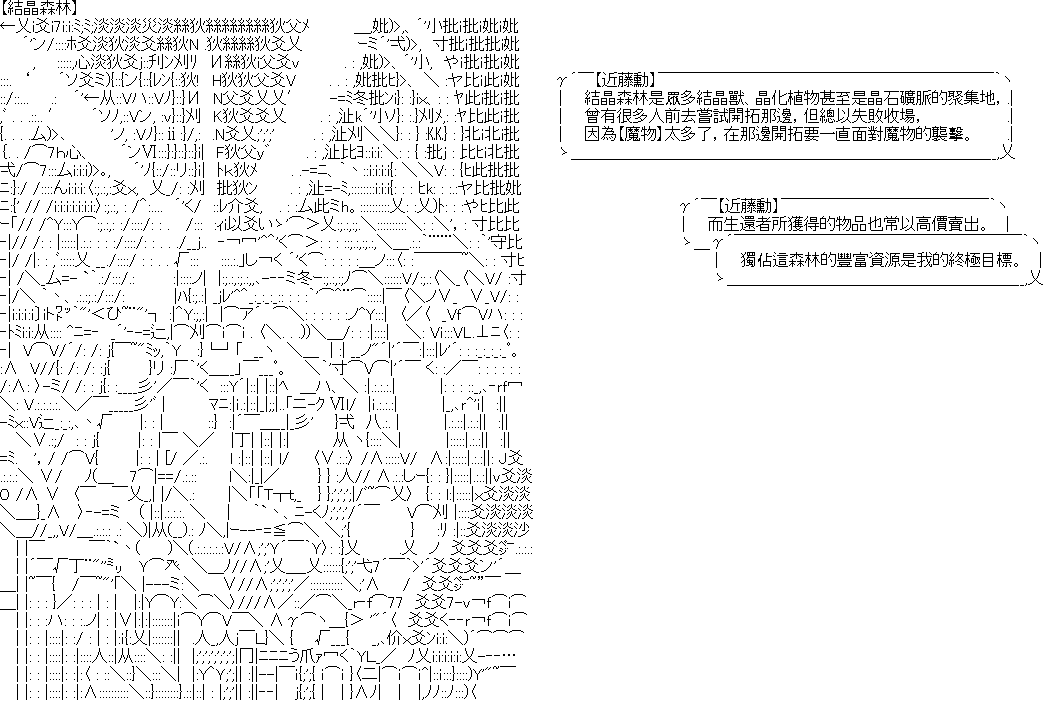 【結晶森林】
【近藤勳】
結晶森林是眾多結晶獸、晶化植物甚至是晶石礦脈的聚集地，
曾有很多人前去嘗試開拓那邊，但總以失敗收場，
因為【魔物】太多了，在那邊開拓要一直面對魔物的襲擊。
【近藤勳】
而生還者所獲得的物品也常以高價賣出。
獨佔這森林的豐富資源是我的終極目標。